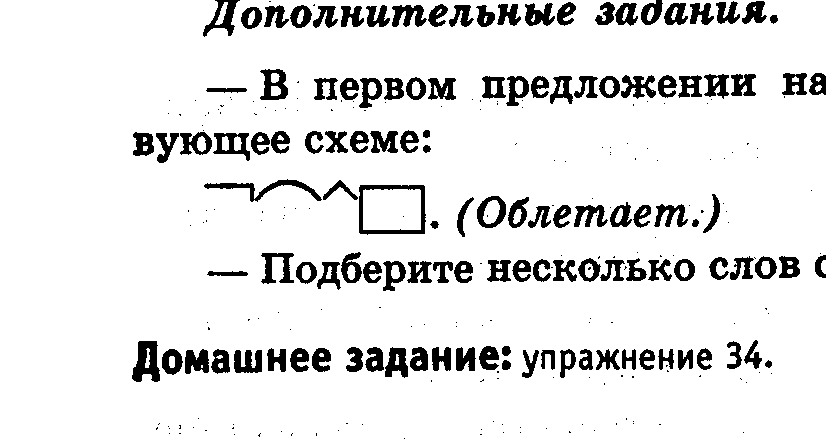 Дополнительные задания.
— В первом предложении на
вующее схеме:
. (Облетает.)
— Подберите несколько слов с
Домашнее задание: упражнение 34.